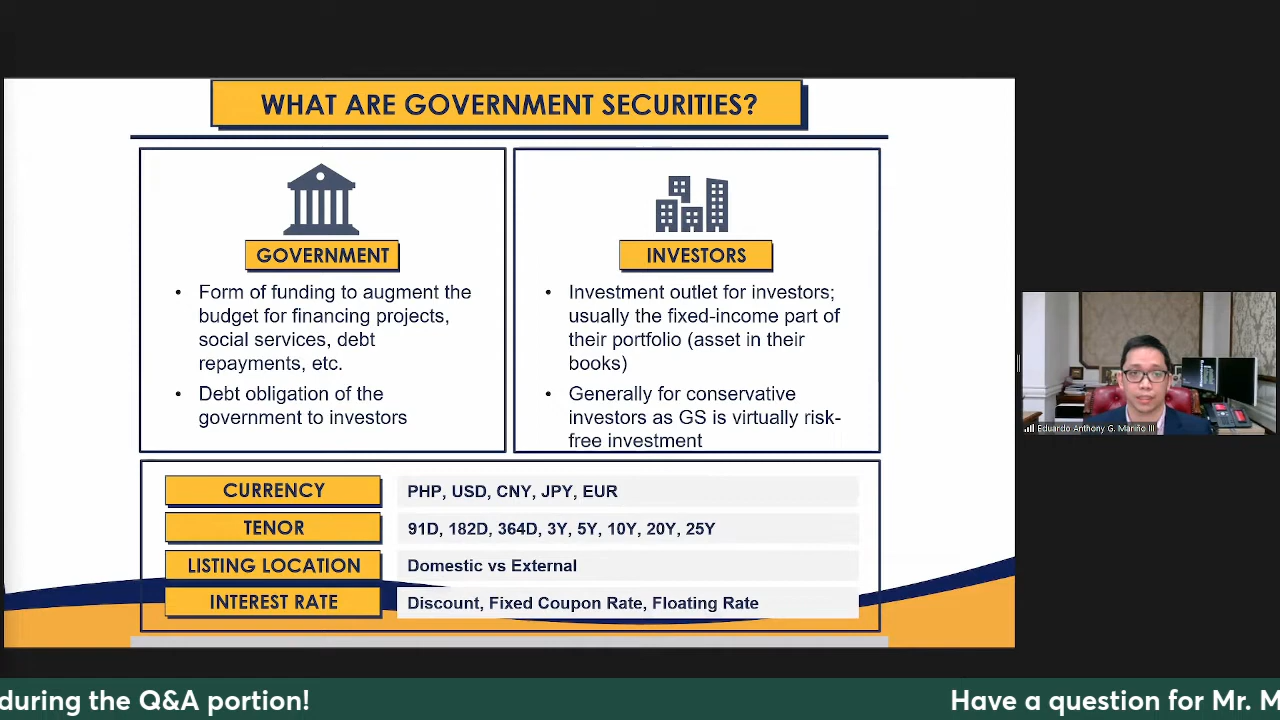 WHAT ARE GOVERNMENT SECURITIES?
GOVERNMENT
• Form of funding to augment the
budget for financing projects,
social services, debt
repayments, etc.
• Debt obligation of the
government to investors
INVESTORS
• Investment outlet for investors;
usually the fixed-income part of
their portfolio (asset in their
books)
• Generally for conservative
investors as GS is virtually risk-
free investment
CURRENCY
PHP, USD, CNY, JPY, EUR
TENOR
91D, 182D, 364D, 3Y, 5Y, 10Y, 20Y, 25Y
LISTING LOCATION
Domestic vs External
INTEREST RATE
Discount, Fixed Coupon Rate, Floating Rate
Eduardo Anthony G. Mariño III
during the Q&A portion!
Have a question for Mr. M